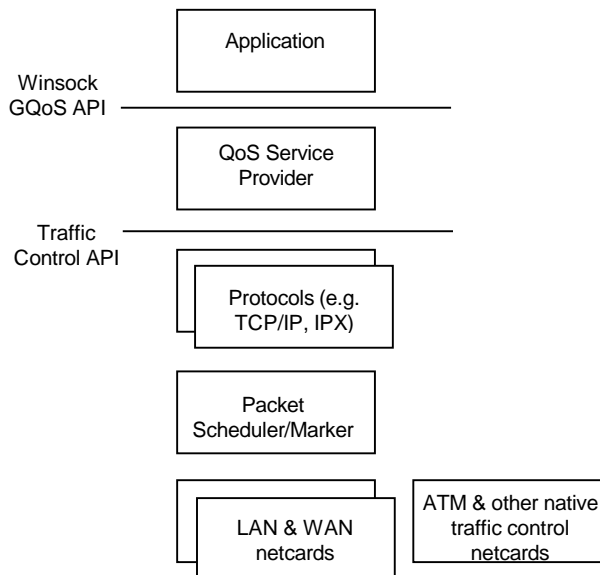 Application
Winsock
GQoS API
QoS Service
Provider
Traffic
Control API
Protocols (e.g.
TCP/IP, IPX)
Packet
Scheduler/Marker
LAN & WAN
netcards
ATM & other native
traffic control
netcards